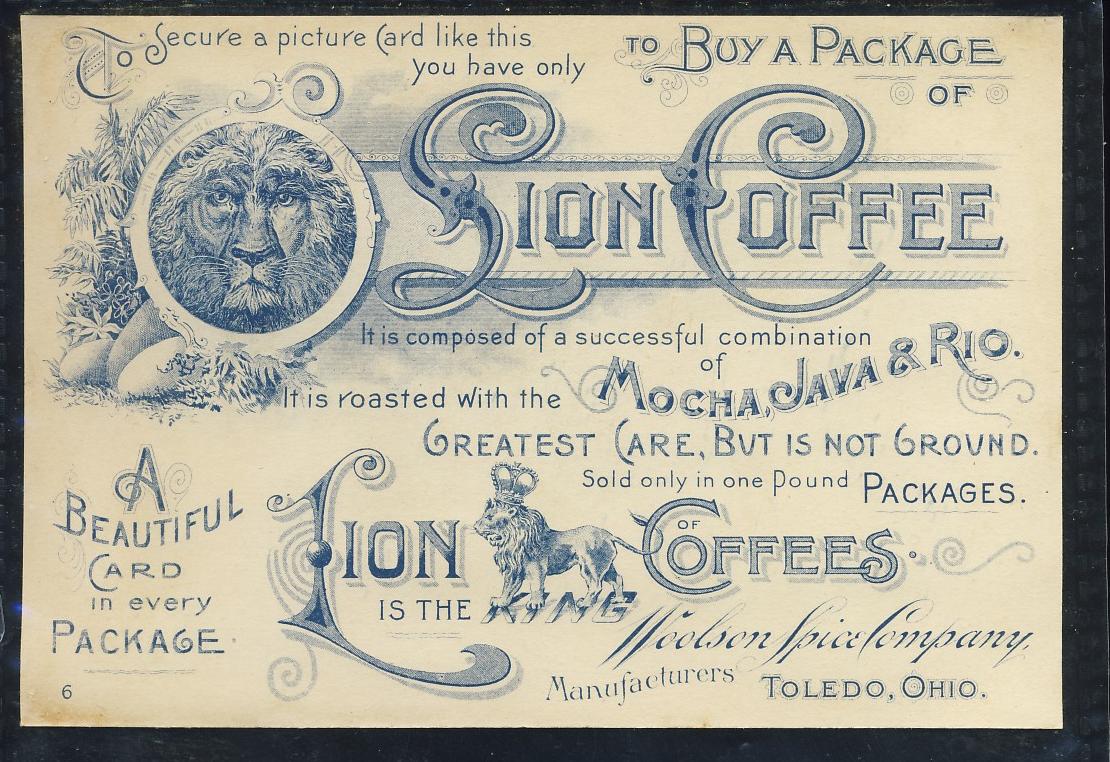 To Secure a picture Card like this
you have only
TO BUY A PACKAGE
OF
LION COFFEE
It is composed of a successful combination
of
MOCHA, JAVA & RIO.
It is roasted with the
GREATEST CARE, BUT IS NOT GROUND.
Sold only in one Pound PACKAGES.
A
BEAUTIFUL
CARD
in every
PACKAGE.
LION
IS THE KING
OF
COFFEES.
Woolson Spice Company,
Manufacturers TOLEDO, OHIO.
6